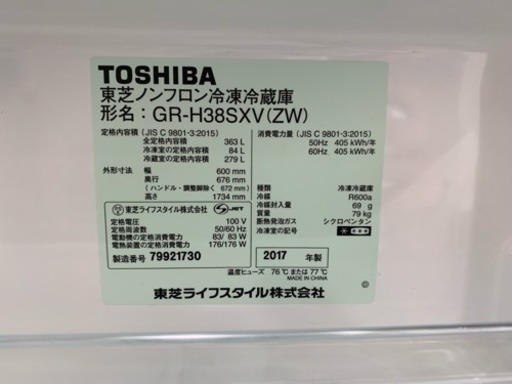 TOSHIBA
東芝ノンフロン冷凍冷蔵庫
形名：GR-H38SXV(ZW)
定格内容積 (JIS C 9801-3:2015)
全定格内容積 363 L
冷凍室の定格内容積 84 L
冷蔵室の定格内容積 279 L
外形寸法 幅 600 mm
奥行 676 mm
(ハンドル・調整脚除く 672 mm)
高さ 1734 mm
東芝ライフスタイル株式会社 JET
定格電圧 100 V
定格周波数 50/60 Hz
電動機の定格消費電力 83/ 83 W
電熱装置の定格消費電力 176/176 W
製造番号 79921730
消費電力量 (JIS C 9801-3:2015)
50Hz 405 kWh/年
60Hz 405 kWh/年
種類 冷凍冷蔵庫
冷媒 R600a
冷媒封入量 69 g
質量 79 kg
断熱発泡ガス シクロペンタン
冷凍室の記号
2017 年製
温度ヒューズ 76℃ または 77℃
MADE IN CHINA
東芝ライフスタイル株式会社